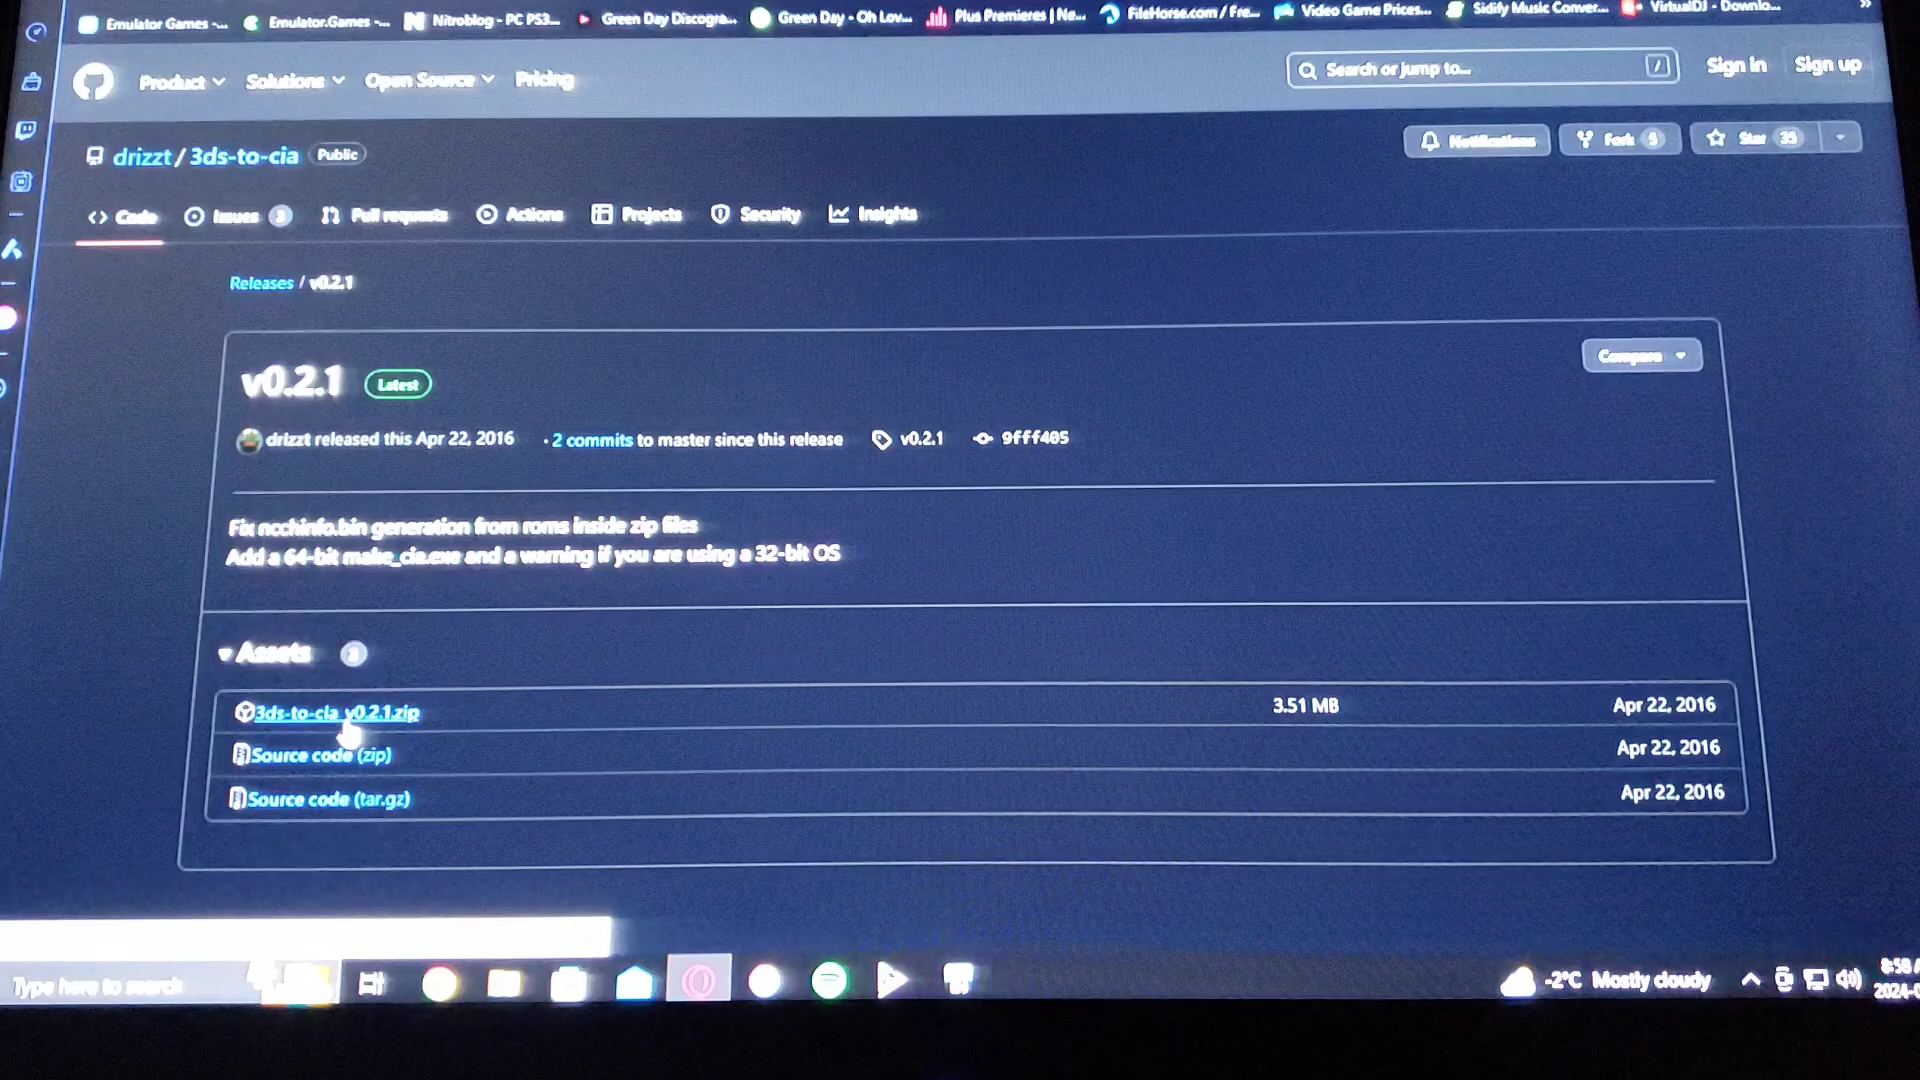 Emulator Games -...
Emulator.Games -...
Nitroblog - PC PS3...
Green Day Discogra...
Green Day - Oh Lov...
Plus Premieres | Ne...
FileHorse.com / Fre...
Video Game Prices...
Sidify Music Conver...
VirtualDJ - Downlo...
»
Product
Solutions
Open Source
Pricing
Search or jump to...
/
Sign in
Sign up
drizzt / 3ds-to-cia
Public
Notifications
Fork 5
Star 35
Code
Issues 3
Pull requests
Actions
Projects
Security
Insights
Releases / v0.2.1
v0.2.1
Latest
Compare
drizzt released this Apr 22, 2016
· 2 commits to master since this release
v0.2.1
9fff405
Fix ncchinfo.bin generation from roms inside zip files
Add a 64-bit make_cia.exe and a warning if you are using a 32-bit OS
Assets 3
3ds-to-cia_v0.2.1.zip
3.51 MB
Apr 22, 2016
Source code (zip)
Apr 22, 2016
Source code (tar.gz)
Apr 22, 2016
Type here to search
-2°C Mostly cloudy
8:58